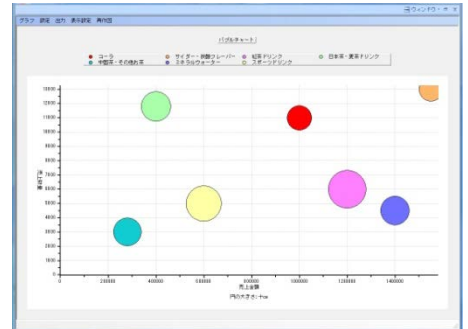 ウィンドウ
グラフ 設定 出力 表示設定 再作図
バブルチャート
コーラ
サイダー・炭酸フレーバー
紅茶ドリンク
日本茶・麦茶ドリンク
中国茶・その他お茶
ミネラルウォーター
スポーツドリンク
13000
12000
11000
10000
9000
8000
7000
6000
5000
4000
3000
2000
1000
0
0 200000 400000 600000 800000 1000000 1200000 1400000
売上金額